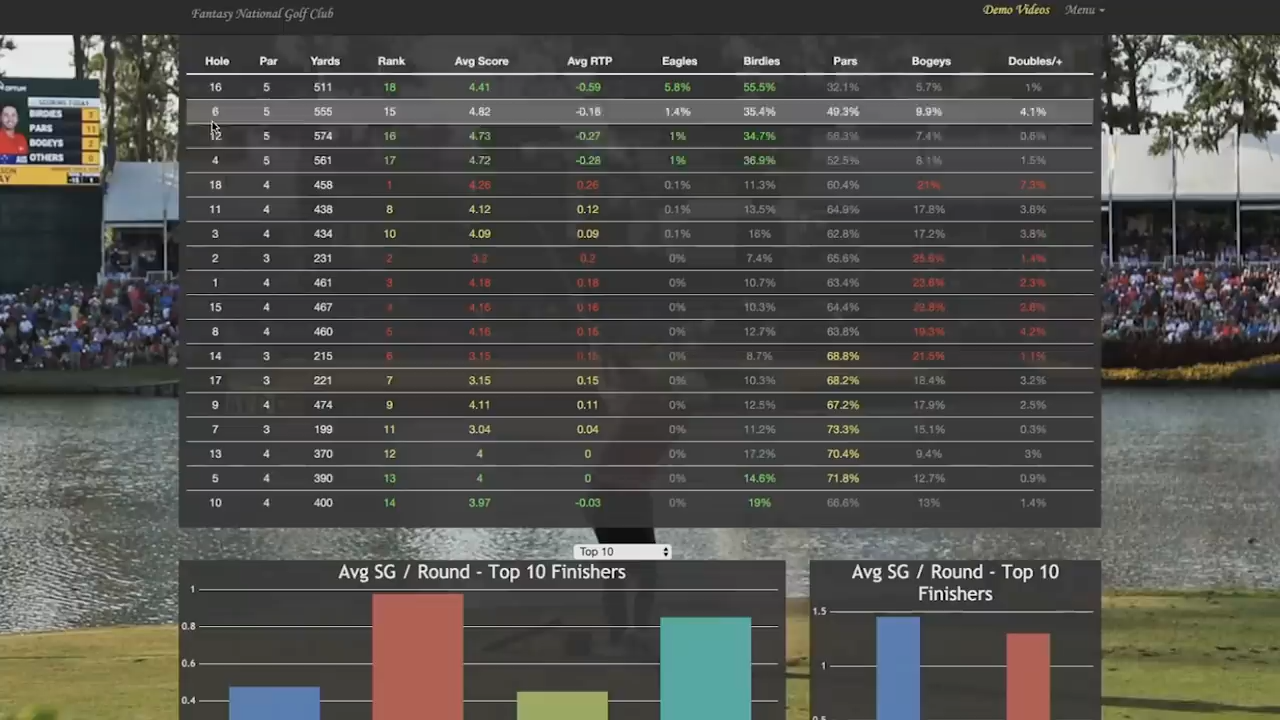 Fantasy National Golf Club Demo Videos Menu
Hole Par Yards Rank Avg Score Avg RTP Eagles Birdies Pars Bogeys Doubles/+
16 5 511 18 4.41 -0.59 5.8% 55.5% 32.1% 5.7% 1%
6 5 555 15 4.82 -0.18 1.4% 35.4% 49.3% 9.9% 4.1%
12 5 574 16 4.73 -0.27 1% 34.7% 56.3% 7.4% 0.6%
4 5 561 17 4.72 -0.28 1% 36.9% 52.5% 8.1% 1.5%
18 4 458 1 4.26 0.26 0.1% 11.3% 60.4% 21% 7.3%
11 4 438 8 4.12 0.12 0.1% 13.5% 64.9% 17.8% 3.8%
3 4 434 10 4.09 0.09 0.1% 16% 62.8% 17.2% 3.8%
2 3 231 2 3.2 0.2 0% 7.4% 65.6% 25.6% 1.4%
1 4 461 3 4.18 0.18 0% 10.7% 63.4% 23.6% 2.3%
15 4 467 4 4.16 0.16 0% 10.3% 64.4% 22.8% 2.6%
8 4 460 5 4.16 0.16 0% 12.7% 63.8% 19.3% 4.2%
14 3 215 6 3.15 0.15 0% 8.7% 68.8% 21.5% 1.1%
17 3 221 7 3.15 0.15 0% 10.3% 68.2% 18.4% 3.2%
9 4 474 9 4.11 0.11 0% 12.5% 67.2% 17.9% 2.5%
7 3 199 11 3.04 0.04 0% 11.2% 73.3% 15.1% 0.3%
13 4 370 12 4 0 0% 17.2% 70.4% 9.4% 3%
5 4 390 13 4 0 0% 14.6% 71.8% 12.7% 0.9%
10 4 400 14 3.97 -0.03 0% 19% 66.6% 13% 1.4%
OPTUM
SCORING TODAY
BIRDIES 7
PARS 11
BOGEYS 2
OTHERS 0
AUS
Top 10
Avg SG / Round - Top 10 Finishers
1
0.8
0.6
0.4
Avg SG / Round - Top 10
Finishers
1.5
1
0.5